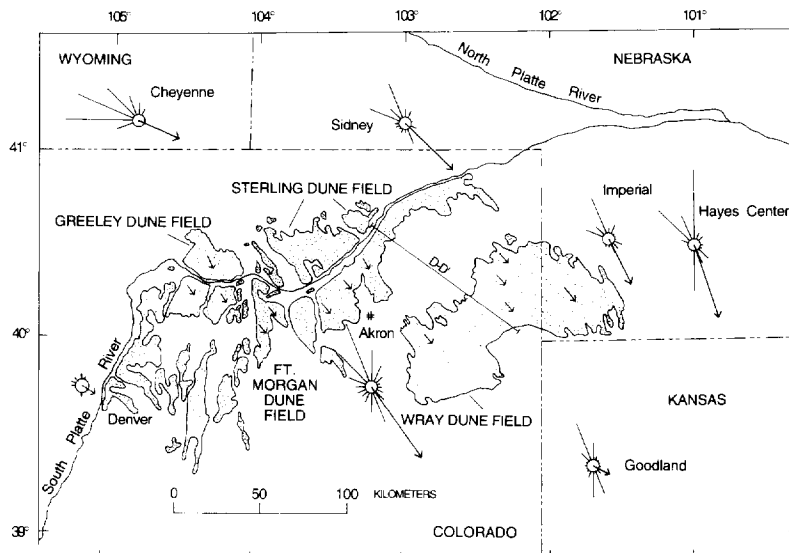 105°
104°
103°
102°
101°
WYOMING
NEBRASKA
North Platte River
Cheyenne
Sidney
41°
STERLING DUNE FIELD
GREELEY DUNE FIELD
Imperial
Hayes Center
D-D'
40°
Akron
South Platte River
FT.
MORGAN
DUNE
FIELD
WRAY DUNE FIELD
Denver
KANSAS
Goodland
0 50 100 KILOMETERS
39°
COLORADO